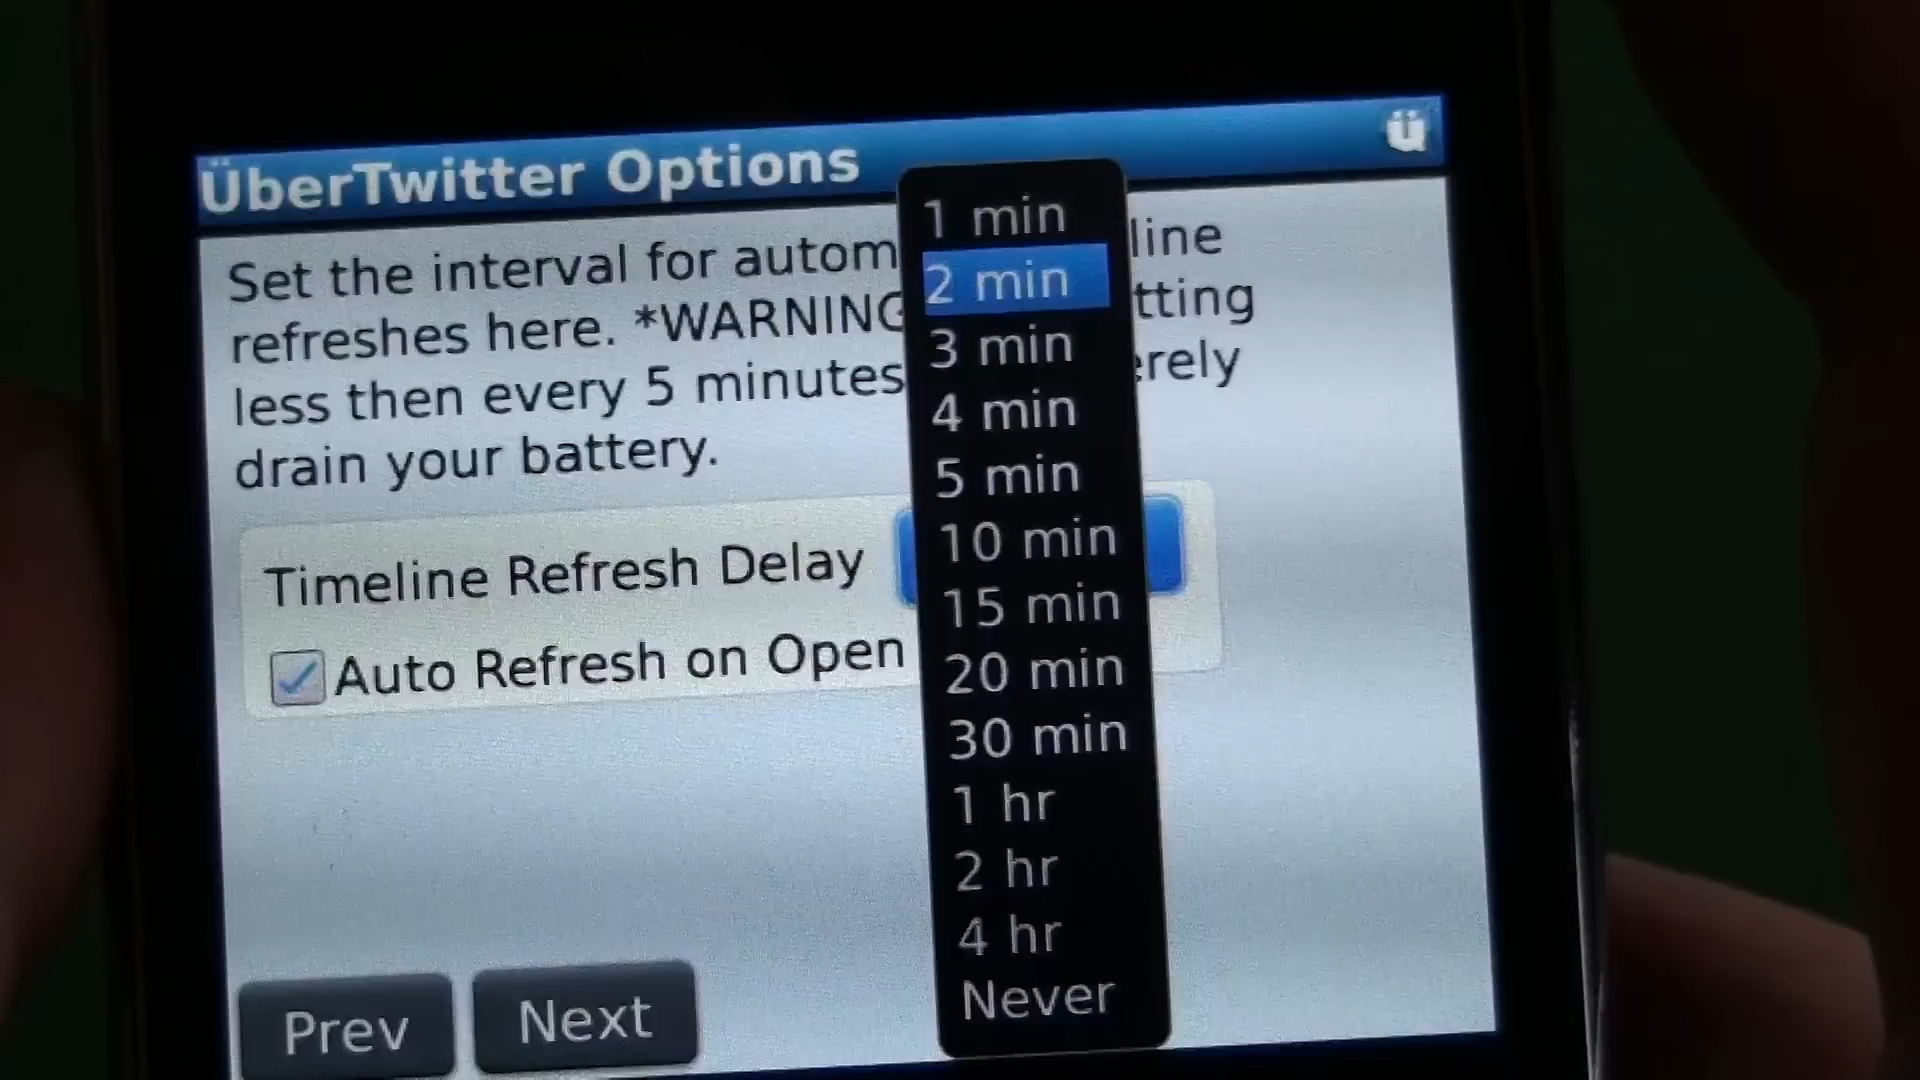 ÜberTwitter Options
ü
Set the interval for autom line
refreshes here. *WARNING tting
less then every 5 minutes erely
drain your battery.
Timeline Refresh Delay
Auto Refresh on Open
1 min
2 min
3 min
4 min
5 min
10 min
15 min
20 min
30 min
1 hr
2 hr
4 hr
Never
Prev Next